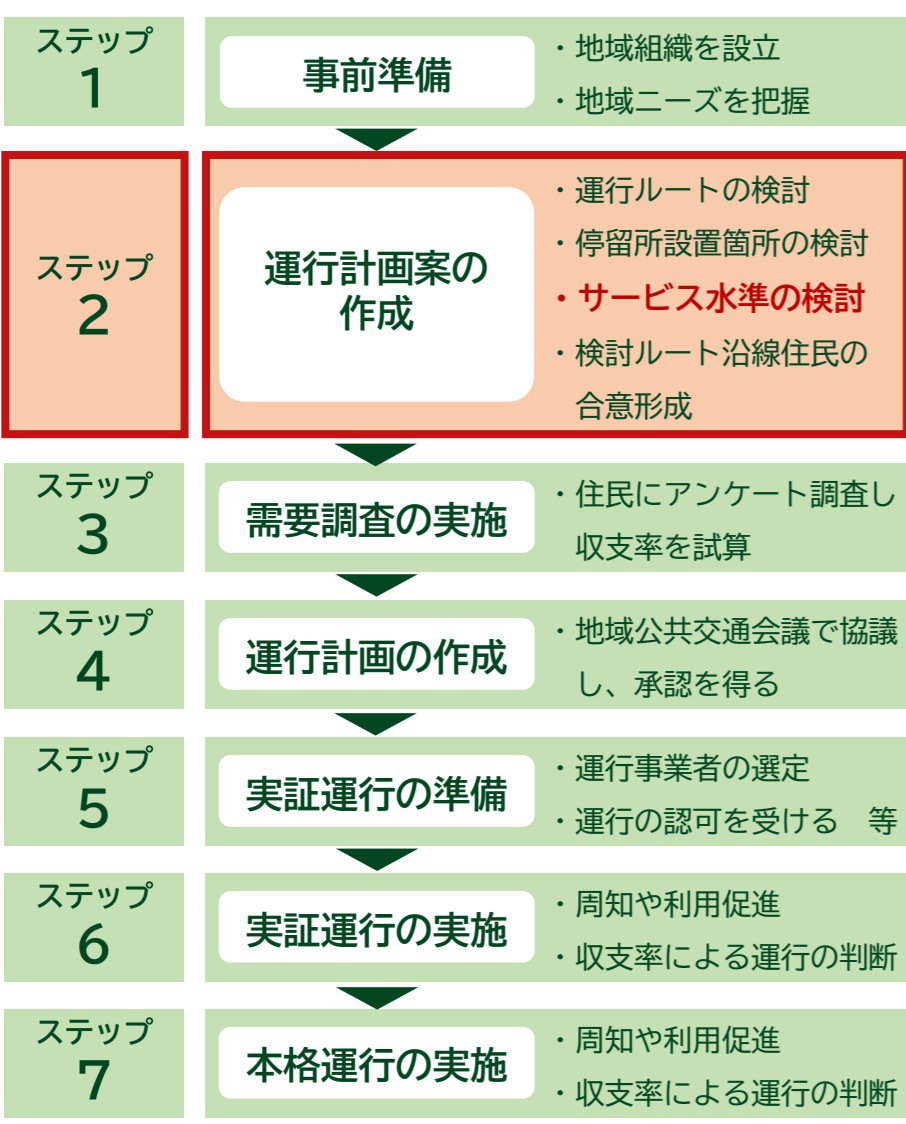 ステップ
1
事前準備
・地域組織を設立
・地域ニーズを把握
ステップ
2
運行計画案の
作成
・運行ルートの検討
・停留所設置箇所の検討
・サービス水準の検討
・検討ルート沿線住民の
合意形成
ステップ
3
需要調査の実施
・住民にアンケート調査し
収支率を試算
ステップ
4
運行計画の作成
・地域公共交通会議で協議
し、承認を得る
ステップ
5
実証運行の準備
・運行事業者の選定
・運行の認可を受ける　等
ステップ
6
実証運行の実施
・周知や利用促進
・収支率による運行の判断
ステップ
7
本格運行の実施
・周知や利用促進
・収支率による運行の判断